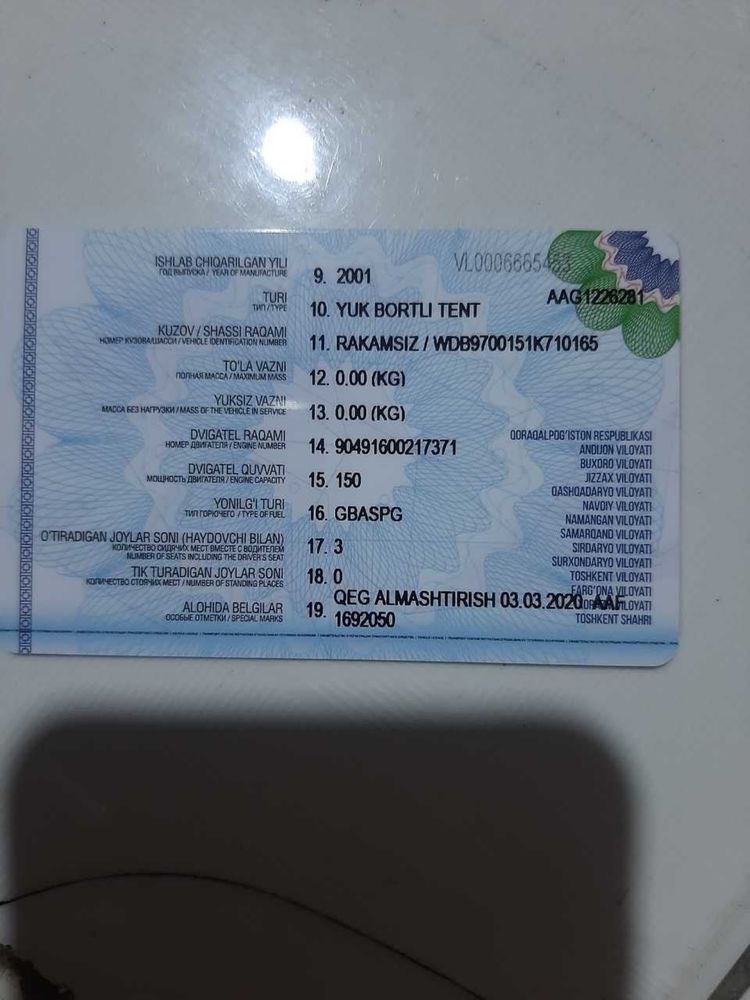 VL0006665433
AAG1226281
ISHLAB CHIQARILGAN YILI
ГОД ВЫПУСКА / YEAR OF MANUFACTURE
9. 2001
TURI
ТИП / TYPE
10. YUK BORTLI TENT
KUZOV / SHASSI RAQAMI
НОМЕР КУЗОВА/ШАССИ / VEHICLE IDENTIFICATION NUMBER
11. RAKAMSIZ / WDB9700151K710165
TO'LA VAZNI
ПОЛНАЯ МАССА / MAXIMUM MASS
12. 0.00 (KG)
YUKSIZ VAZNI
МАССА БЕЗ НАГРУЗКИ / MASS OF THE VEHICLE IN SERVICE
13. 0.00 (KG)
DVIGATEL RAQAMI
НОМЕР ДВИГАТЕЛЯ / ENGINE NUMBER
14. 90491600217371
DVIGATEL QUVVATI
МОЩНОСТЬ ДВИГАТЕЛЯ / ENGINE CAPACITY
15. 150
YONILG'I TURI
ТИП ГОРЮЧЕГО / TYPE OF FUEL
16. GBASPG
O'TIRADIGAN JOYLAR SONI (HAYDOVCHI BILAN)
КОЛИЧЕСТВО СИДЯЧИХ МЕСТ ВМЕСТЕ С ВОДИТЕЛЕМ
NUMBER OF SEATS INCLUDING THE DRIVER'S SEAT
17. 3
TIK TURADIGAN JOYLAR SONI
КОЛИЧЕСТВО СТОЯЧИХ МЕСТ / NUMBER OF STANDING PLACES
18. 0
ALOHIDA BELGILAR
ОСОБЫЕ ОТМЕТКИ / SPECIAL MARKS
19. QEG ALMASHTIRISH 03.03.2020 AAF
1692050
QORAQALPOG'ISTON RESPUBLIKASI
ANDIJON VILOYATI
BUXORO VILOYATI
JIZZAX VILOYATI
QASHQADARYO VILOYATI
NAVOIY VILOYATI
NAMANGAN VILOYATI
SAMARQAND VILOYATI
SIRDARYO VILOYATI
SURXONDARYO VILOYATI
TOSHKENT VILOYATI
FARG'ONA VILOYATI
VILOYATI
TOSHKENT SHAHRI